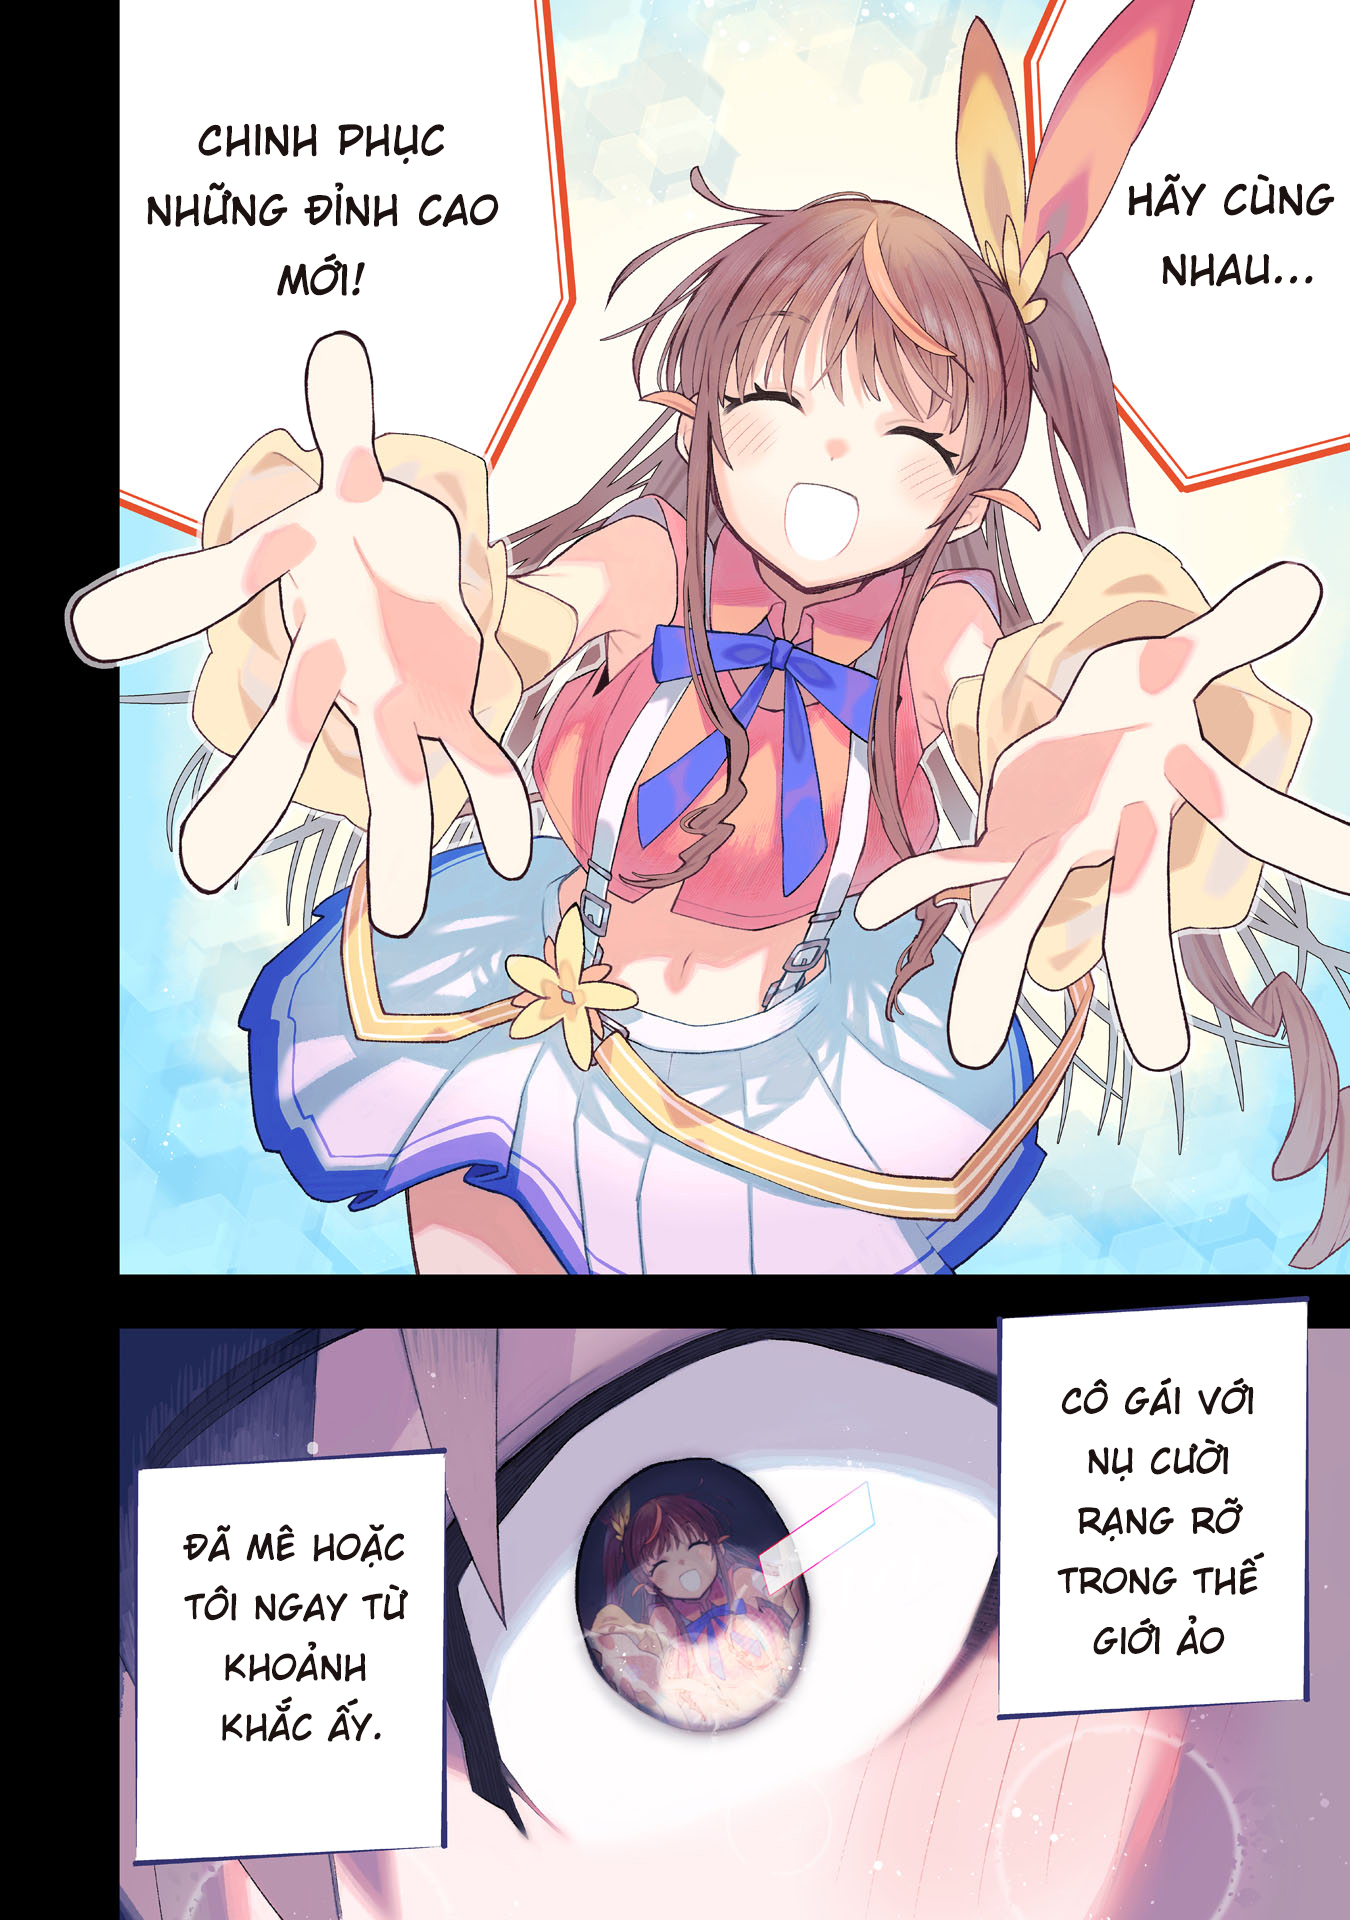 HÃY CÙNG
NHAU...
CHINH PHỤC
NHỮNG ĐỈNH CAO
MỚI!
CÔ GÁI VỚI
NỤ CƯỜI
RẠNG RỠ
TRONG THẾ
GIỚI ẢO
ĐÃ MÊ HOẶC
TÔI NGAY TỪ
KHOẢNH
KHẮC ẤY.